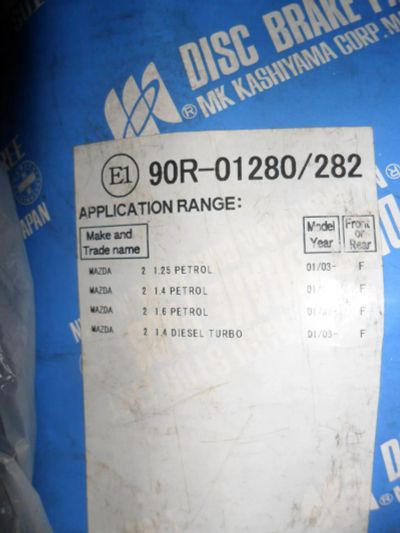 DISC BRAKE
® MK KASHIYAMA CORP.
®
E1 90R-01280/282
APPLICATION RANGE:
Make and Trade name Model Year Front or Rear
MAZDA 2 1.25 PETROL 01/03- F
MAZDA 2 1.4 PETROL F
MAZDA 2 1.6 PETROL F
MAZDA 2 1.4 DIESEL TURBO 01/03- F